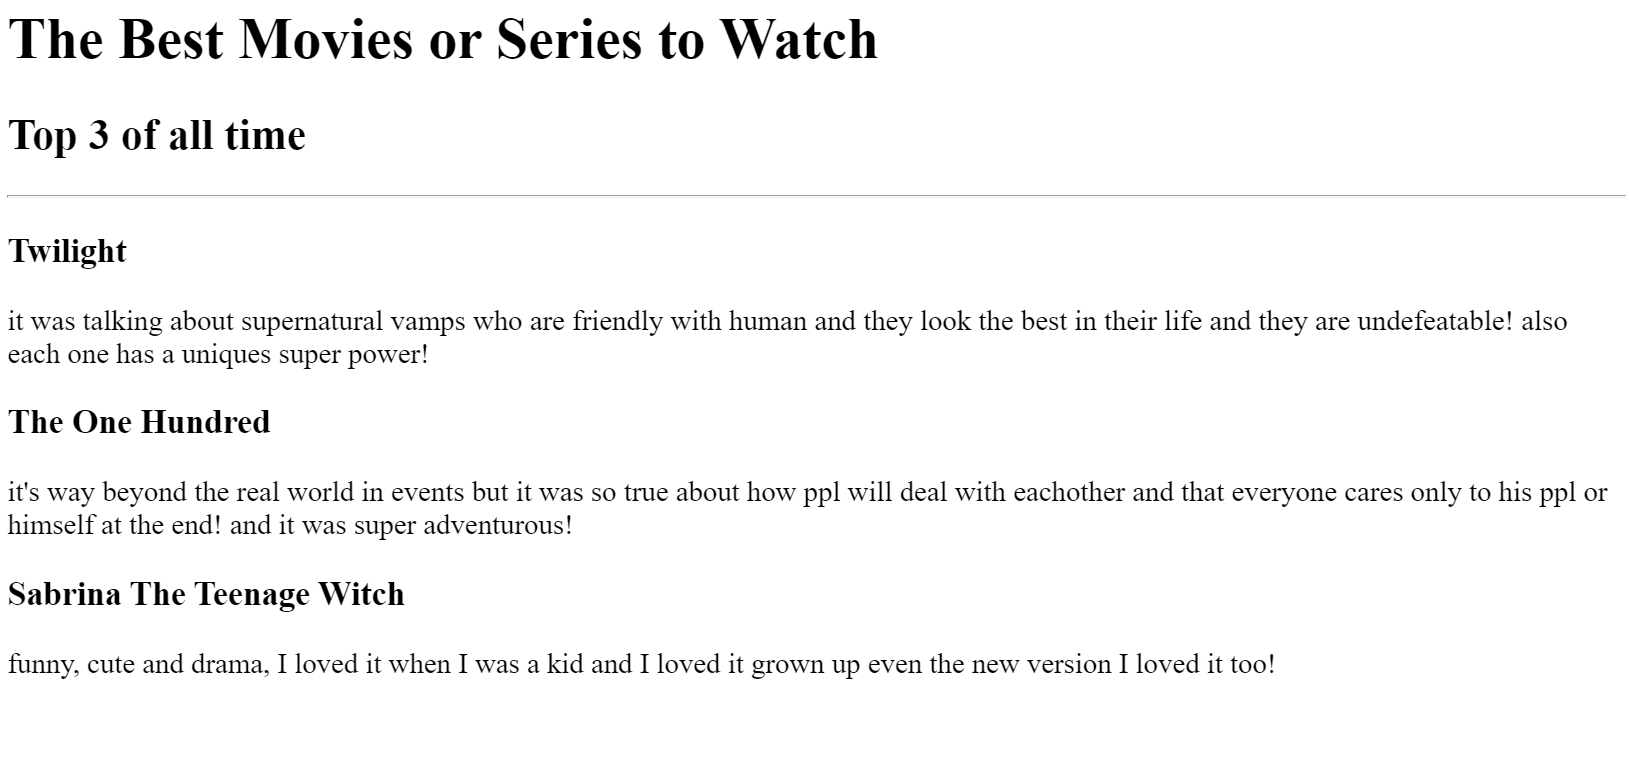 The Best Movies or Series to Watch
Top 3 of all time
Twilight
it was talking about supernatural vamps who are friendly with human and they look the best in their life and they are undefeatable! also
each one has a uniques super power!
The One Hundred
it's way beyond the real world in events but it was so true about how ppl will deal with eachother and that everyone cares only to his ppl or
himself at the end! and it was super adventurous!
Sabrina The Teenage Witch
funny, cute and drama, I loved it when I was a kid and I loved it grown up even the new version I loved it too!